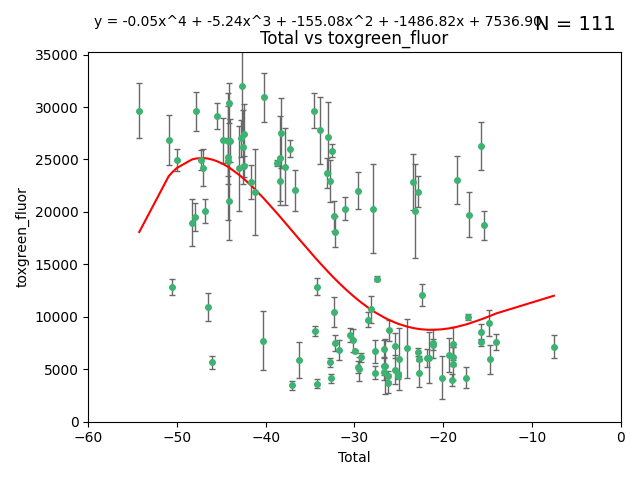 y = -0.05x^4 + -5.24x^3 + -155.08x^2 + -1486.82x + 7536.90
N = 111
Total vs toxgreen_fluor
35000
30000
25000
20000
15000
10000
5000
0
toxgreen_fluor
−60 −50 −40 −30 −20 −10 0
Total